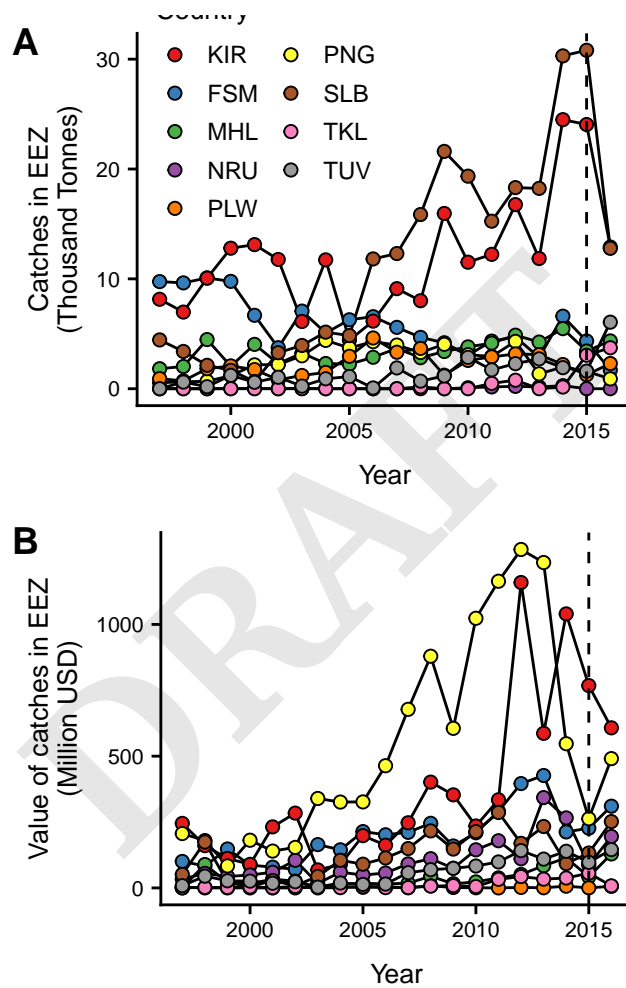 Country
A
KIR PNG
FSM SLB
MHL TKL
NRU TUV
PLW
Catches in EEZ
(Thousand Tonnes)
30
20
10
0
2000 2005 2010 2015
Year
DRAFT
B
Value of catches in EEZ
(Million USD)
1000
500
0
2000 2005 2010 2015
Year